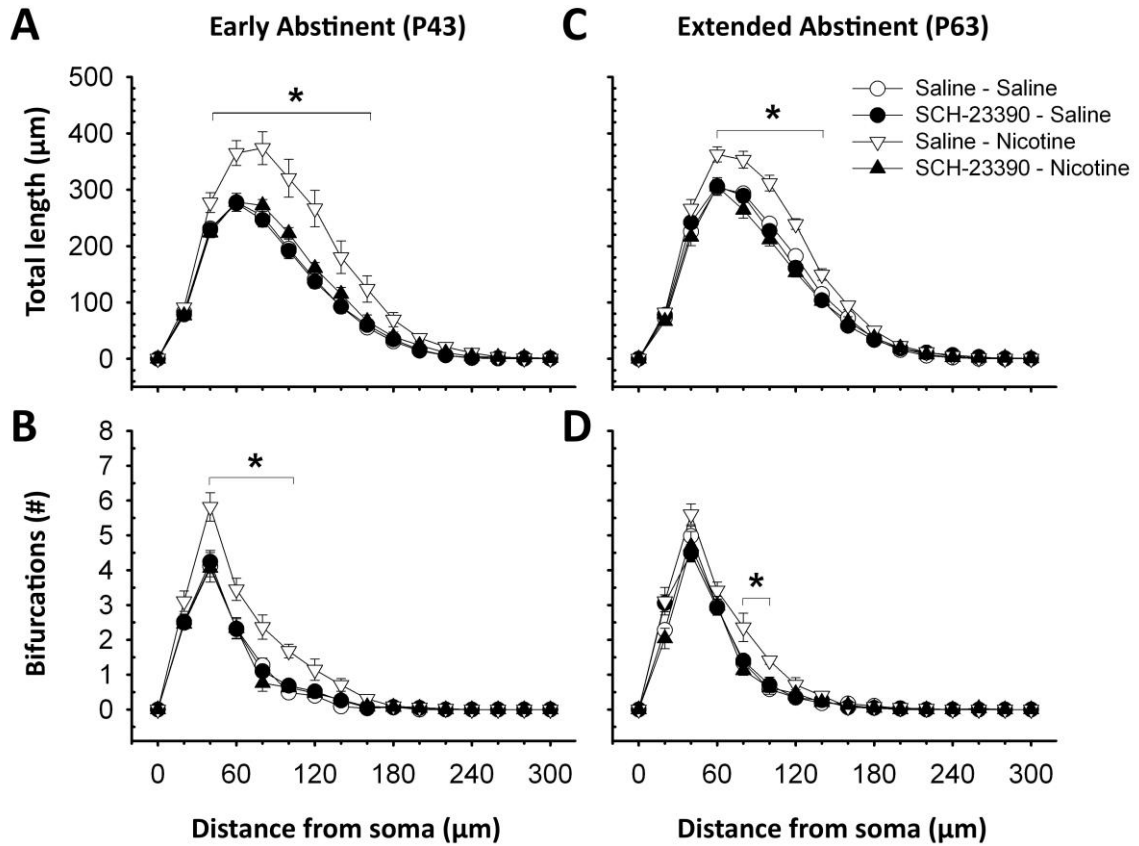 A
Early Abstinent (P43)
C
Extended Abstinent (P63)
500
400
300
200
100
0
Total length (µm)
*
*
Saline - Saline
SCH-23390 - Saline
Saline - Nicotine
SCH-23390 - Nicotine
B
D
8
7
6
5
4
3
2
1
0
Bifurcations (#)
*
*
0 60 120 180 240 300
0 60 120 180 240 300
Distance from soma (µm)
Distance from soma (µm)